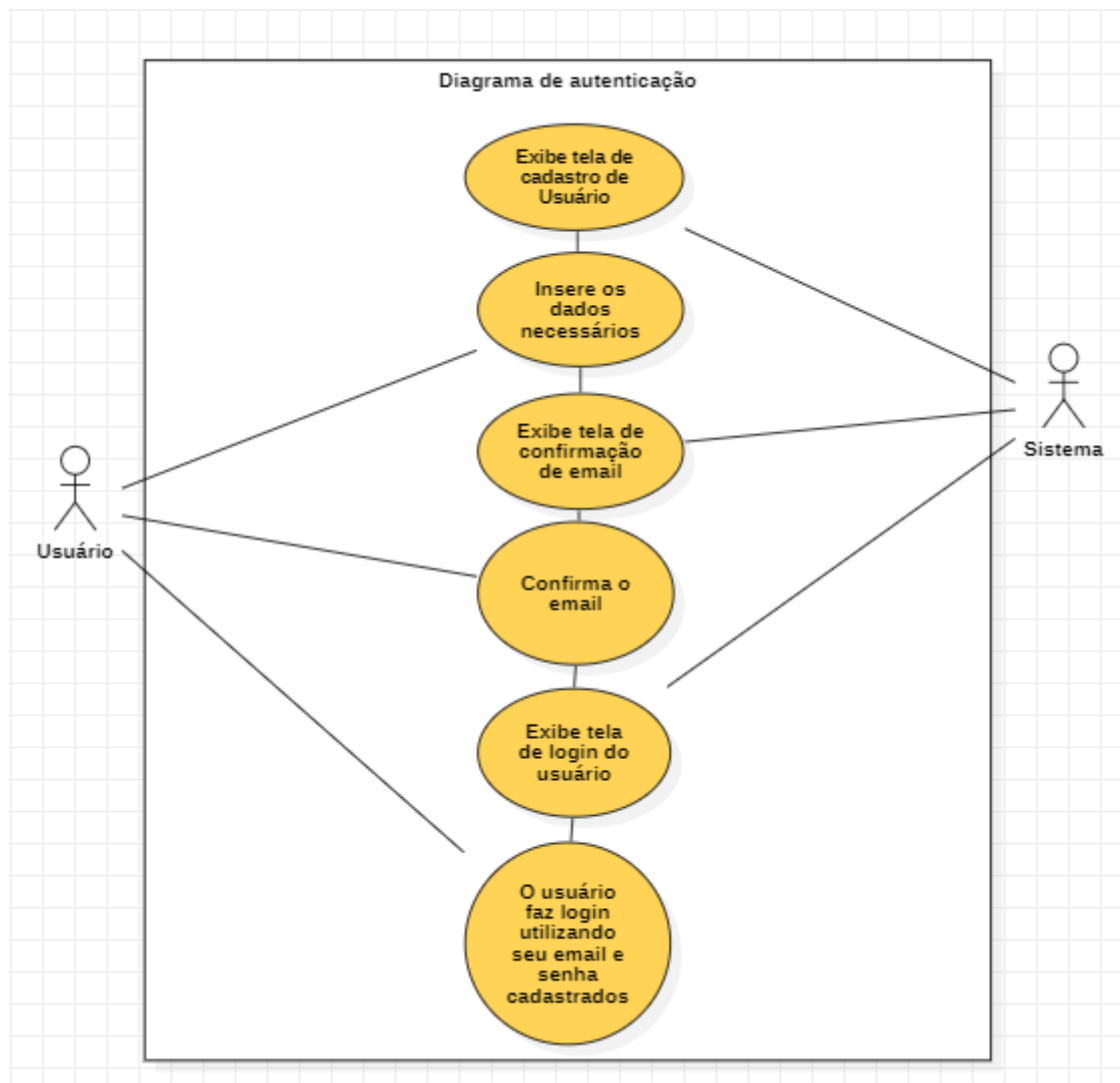 Diagrama de autenticação
Exibe tela de
cadastro de
Usuário
Insere os
dados
necessários
Exibe tela de
confirmação
de email
Sistema
Usuário
Confirma o
email
Exibe tela
de login do
usuário
O usuário
faz login
utilizando
seu email e
senha
cadastrados